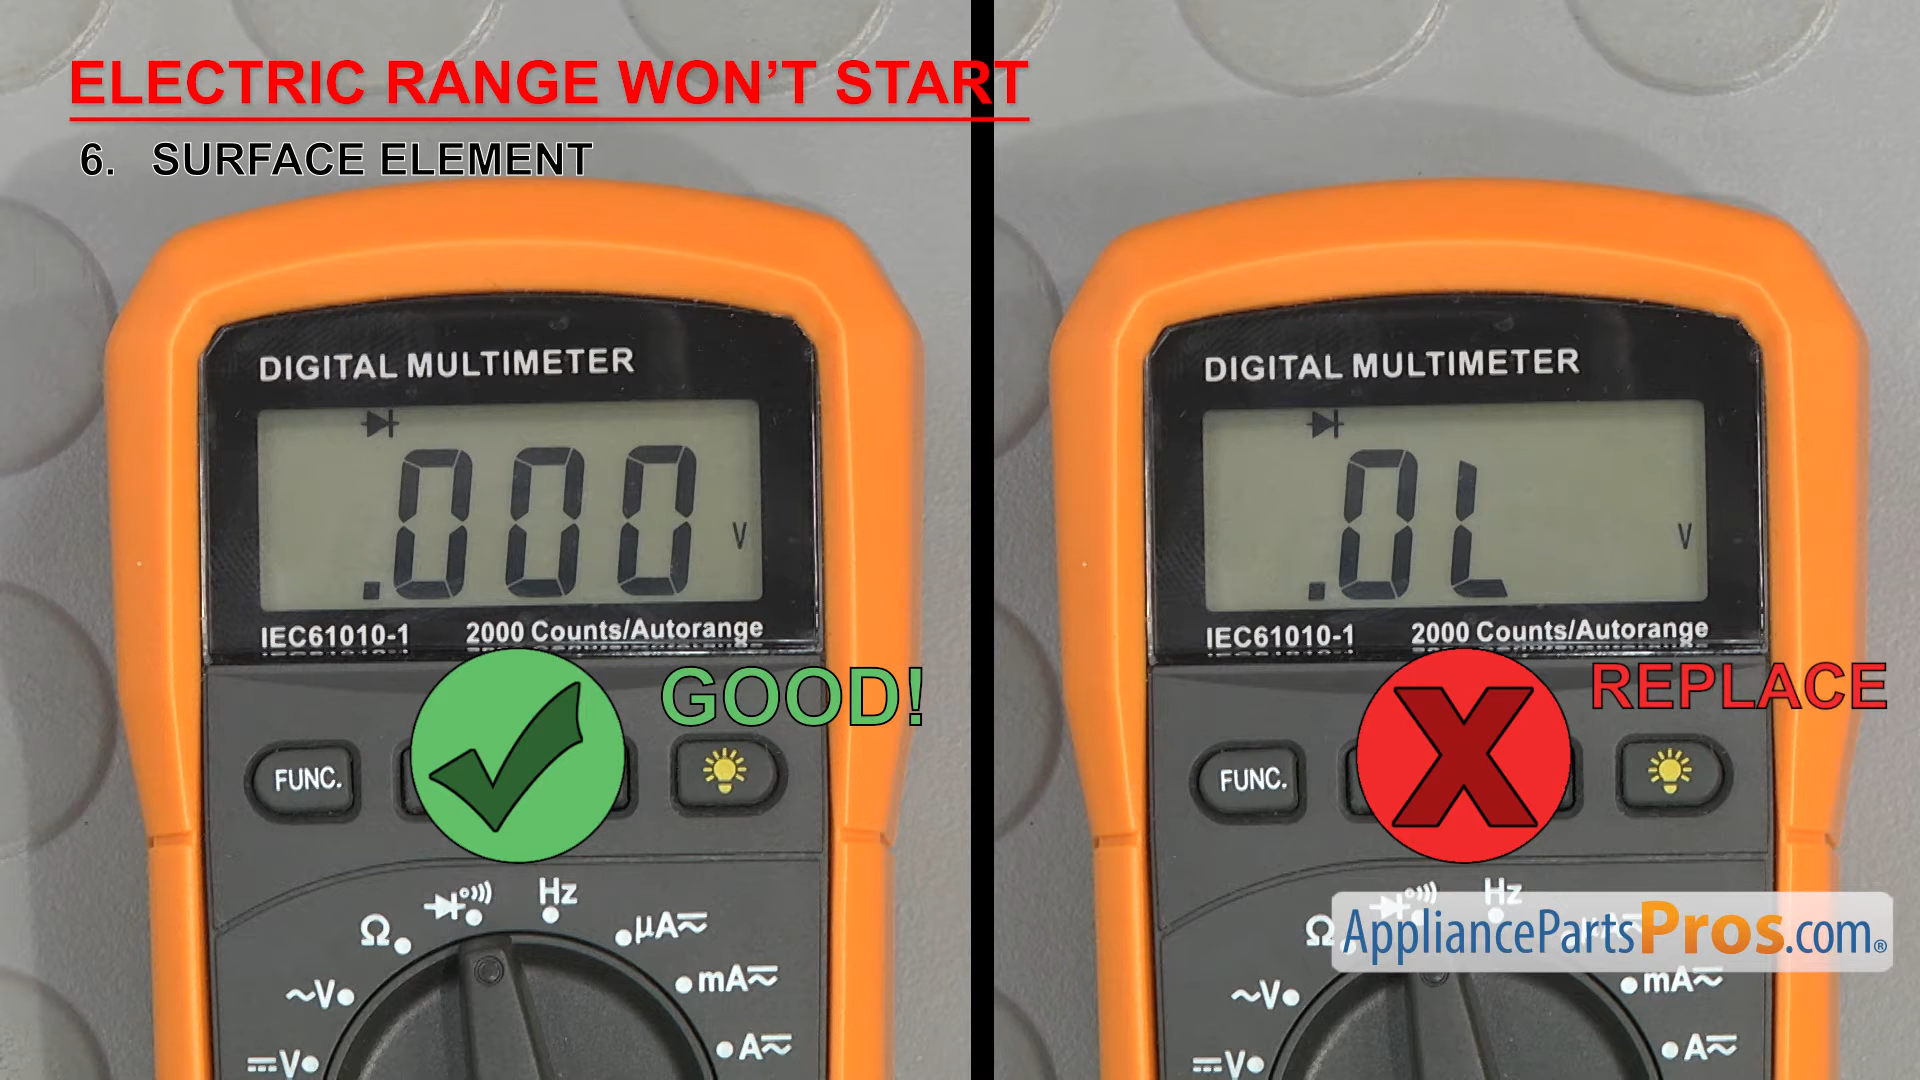 ELECTRIC RANGE WON'T START
6. SURFACE ELEMENT
DIGITAL MULTIMETER
.000 V
IEC61010-1 2000 Counts/Autorange
GOOD!
FUNC.
Hz
Ω
µA
~V
mA
V
A
DIGITAL MULTIMETER
.0L V
IEC61010-1 2000 Counts/Autorange
REPLACE
X
FUNC.
Hz
Ω
AppliancePartsPros.com®
~V
mA
V
A